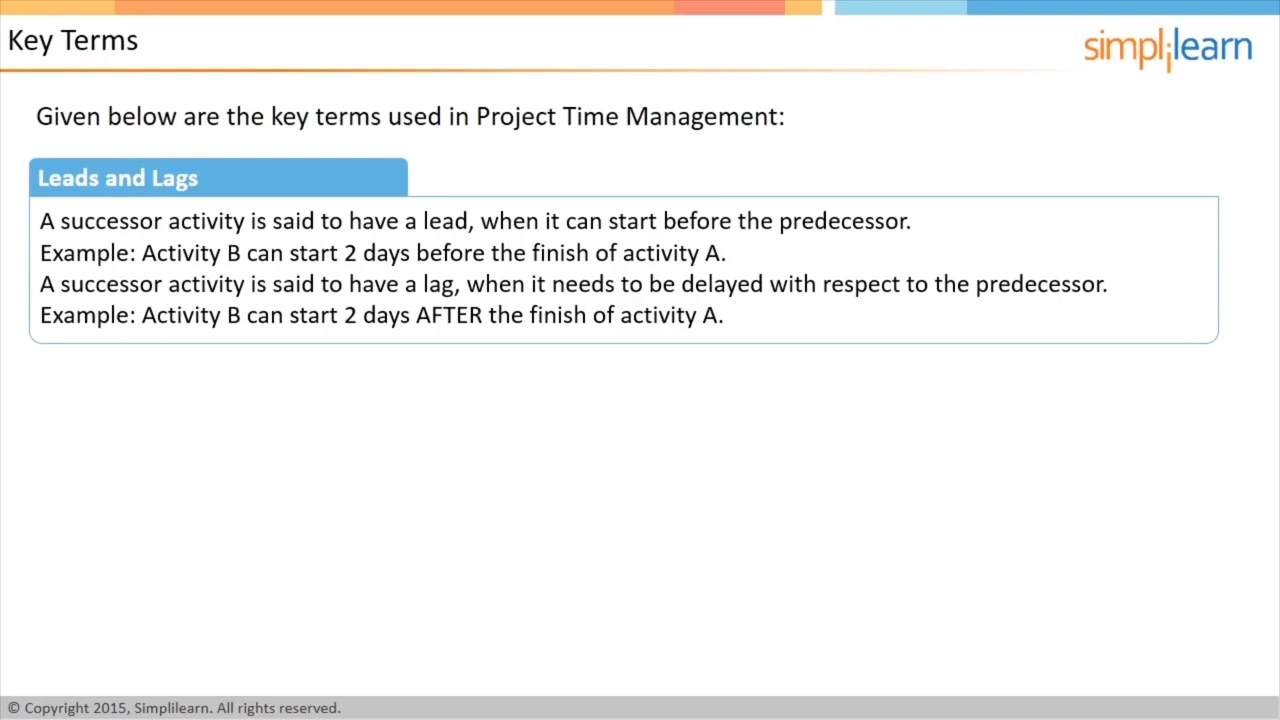 Key Terms
simplilearn
Given below are the key terms used in Project Time Management:
Leads and Lags
A successor activity is said to have a lead, when it can start before the predecessor.
Example: Activity B can start 2 days before the finish of activity A.
A successor activity is said to have a lag, when it needs to be delayed with respect to the predecessor.
Example: Activity B can start 2 days AFTER the finish of activity A.
© Copyright 2015, Simplilearn. All rights reserved.